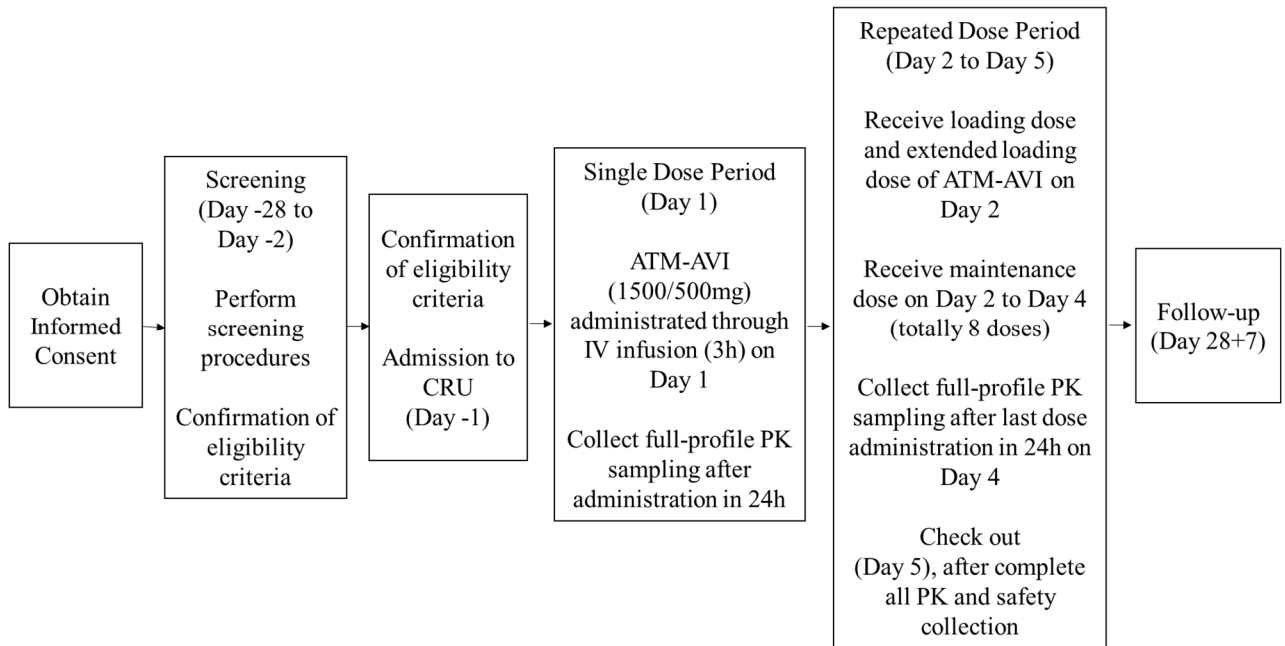 Obtain
Informed
Consent
Screening
(Day -28 to
Day -2)
Perform
screening
procedures
Confirmation of
eligibility
criteria
Confirmation
of eligibility
criteria
Admission to
CRU
(Day -1)
Single Dose Period
(Day 1)
ATM-AVI
(1500/500mg)
administrated through
IV infusion (3h) on
Day 1
Collect full-profile PK
sampling after
administration in 24h
Repeated Dose Period
(Day 2 to Day 5)
Receive loading dose
and extended loading
dose of ATM-AVI on
Day 2
Receive maintenance
dose on Day 2 to Day 4
(totally 8 doses)
Collect full-profile PK
sampling after last dose
administration in 24h on
Day 4
Check out
(Day 5), after complete
all PK and safety
collection
Follow-up
(Day 28+7)